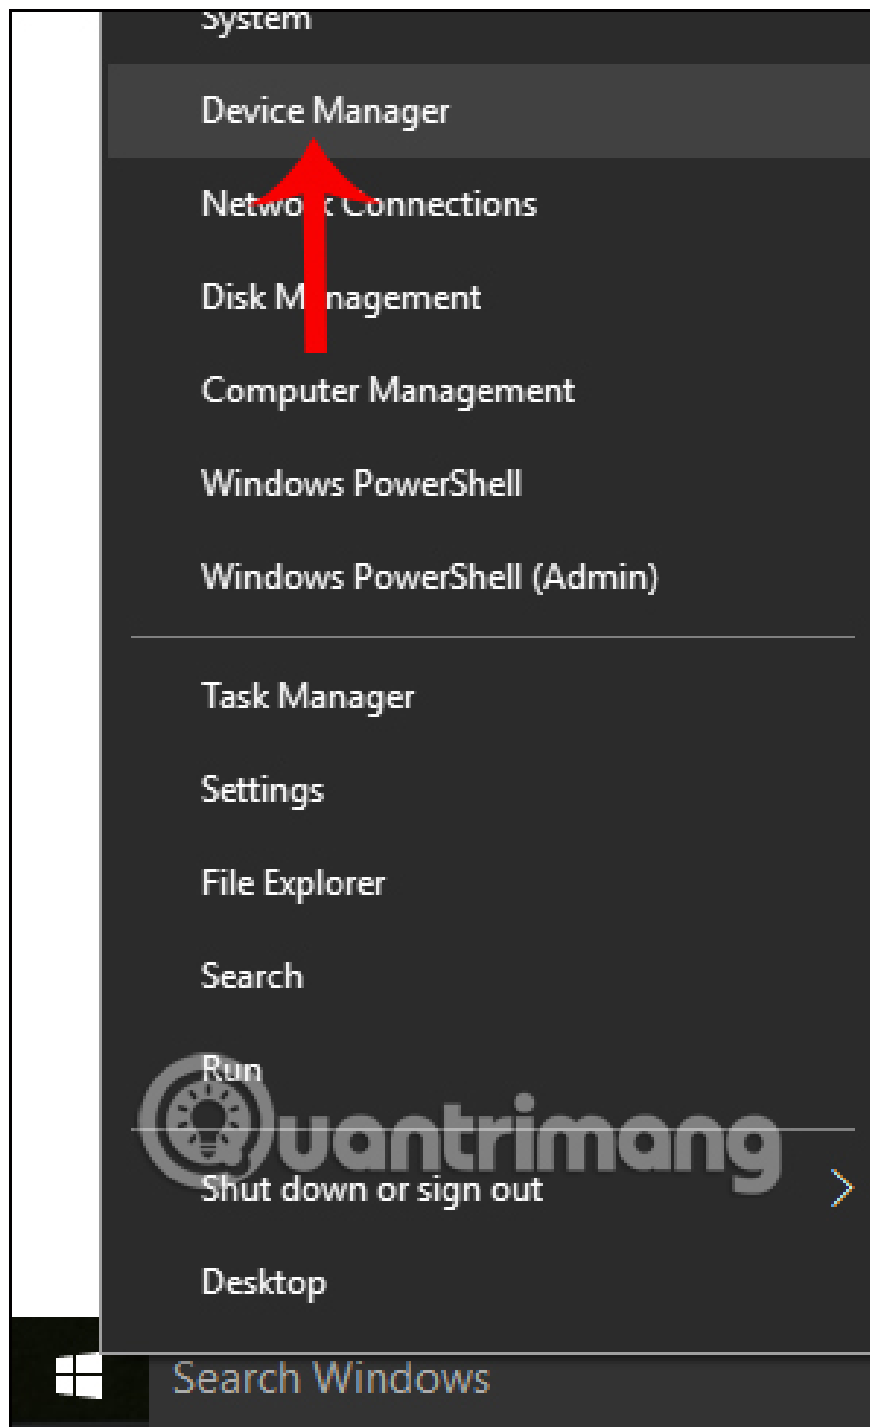 System
Device Manager
Network Connections
Disk Management
Computer Management
Windows PowerShell
Windows PowerShell (Admin)
Task Manager
Settings
File Explorer
Search
Run
Quantrimang
Shut down or sign out
Desktop
Search Windows